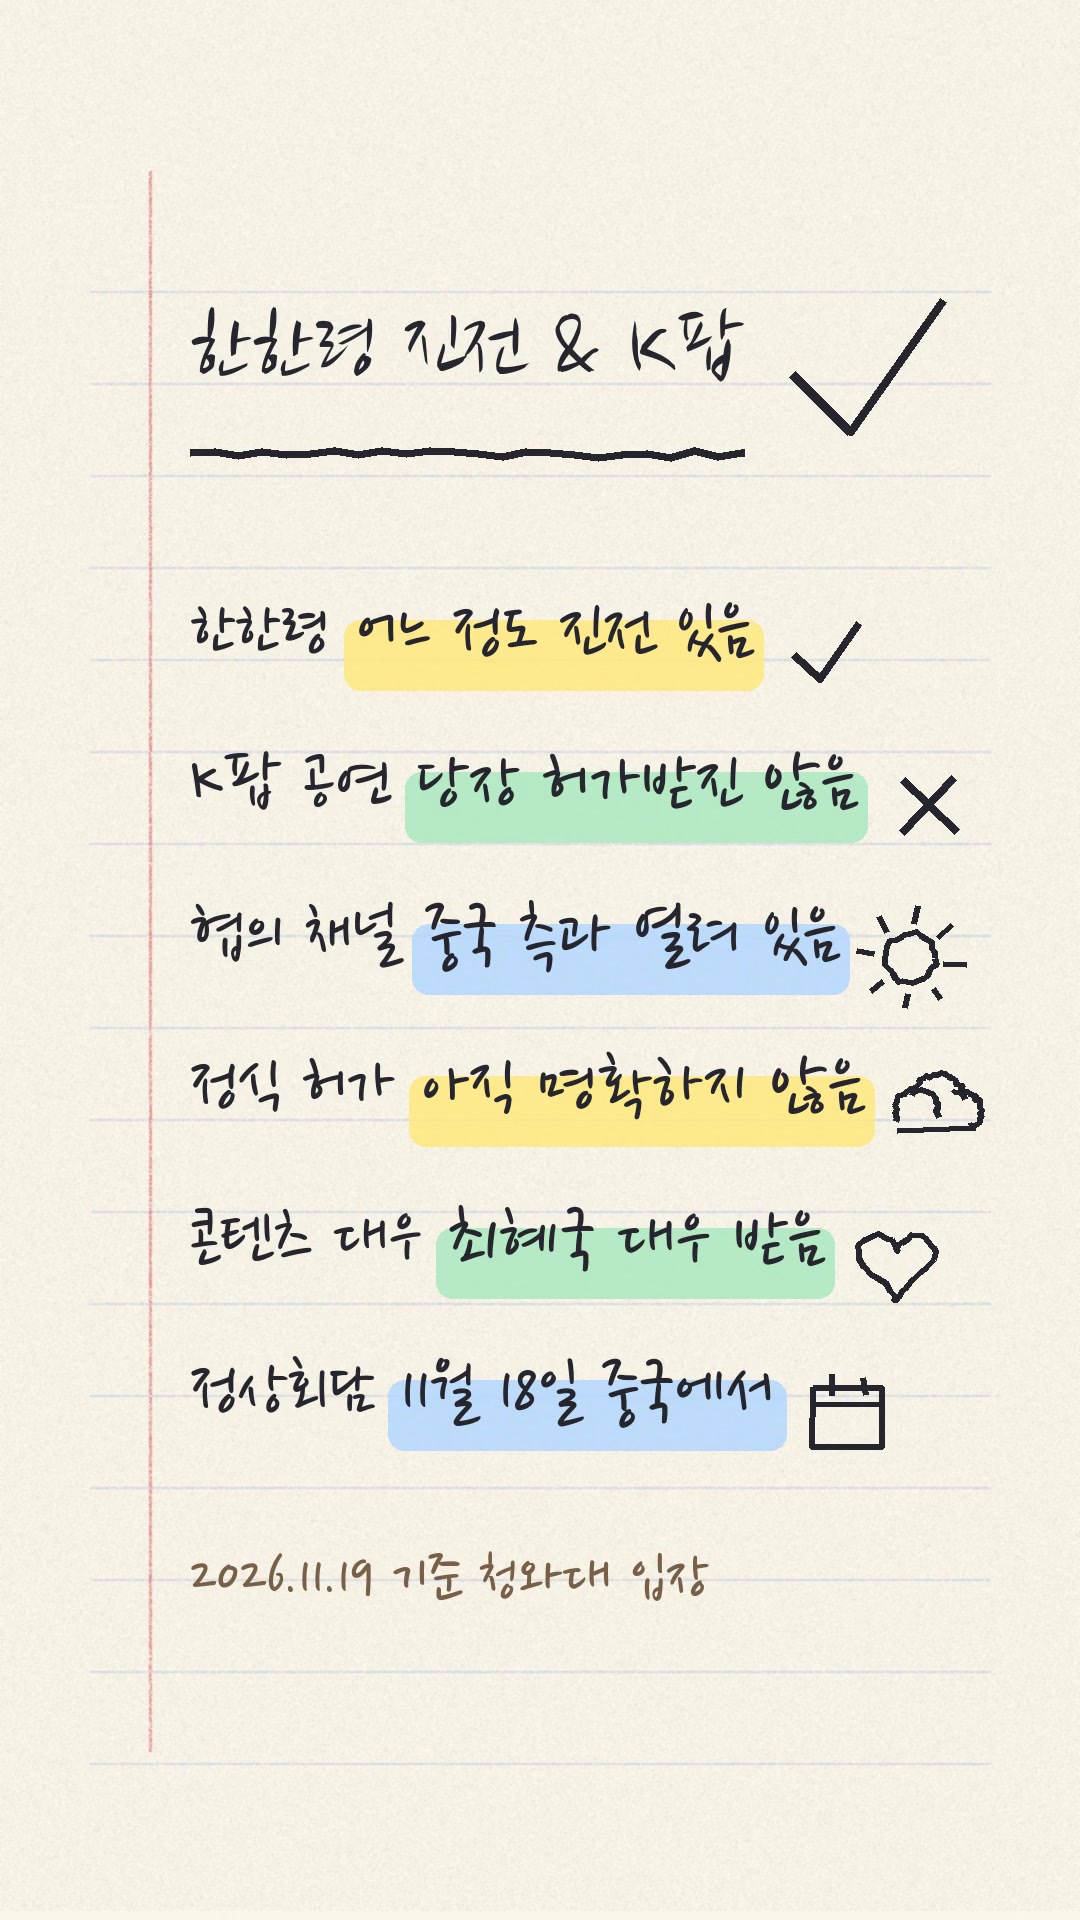 한한령 진전 & K팝
한한령 어느 정도 진전 있음
K팝 공연 당장 허가받진 않음
협의 채널 중국 측과 열려 있음
정식 허가 아직 명확하지 않음
콘텐츠 대우 최혜국 대우 받음
정상회담 11월 18일 중국에서
2026.11.19 기준 청와대 입장